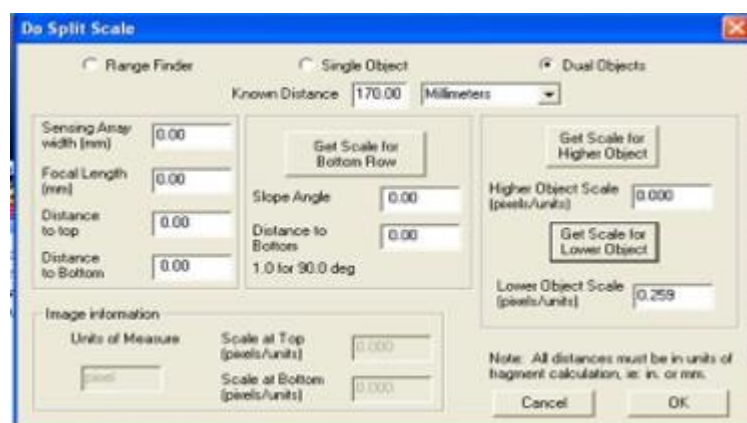 Do Split Scale
Range Finder
Single Object
Dual Objects
Known Distance 170.00 Millimeters
Sensing Array
width (mm) 0.00
Focal Length
(mm) 0.00
Distance
to top 0.00
Distance
to Bottom 0.00
Get Scale for
Bottom Row
Slope Angle 0.00
Distance to
Bottom 0.00
1.0 for 90.0 deg
Get Scale for
Higher Object
Higher Object Scale
(pixels/units) 0.000
Get Scale for
Lower Object
Lower Object Scale
(pixels/units) 0.259
Image information
Units of Measure
pixel
Scale at Top
(pixels/units) 0.000
Scale at Bottom
(pixels/units) 0.000
Note: All distances must be in units of
fragment calculation, ie: in. or mm.
Cancel
OK